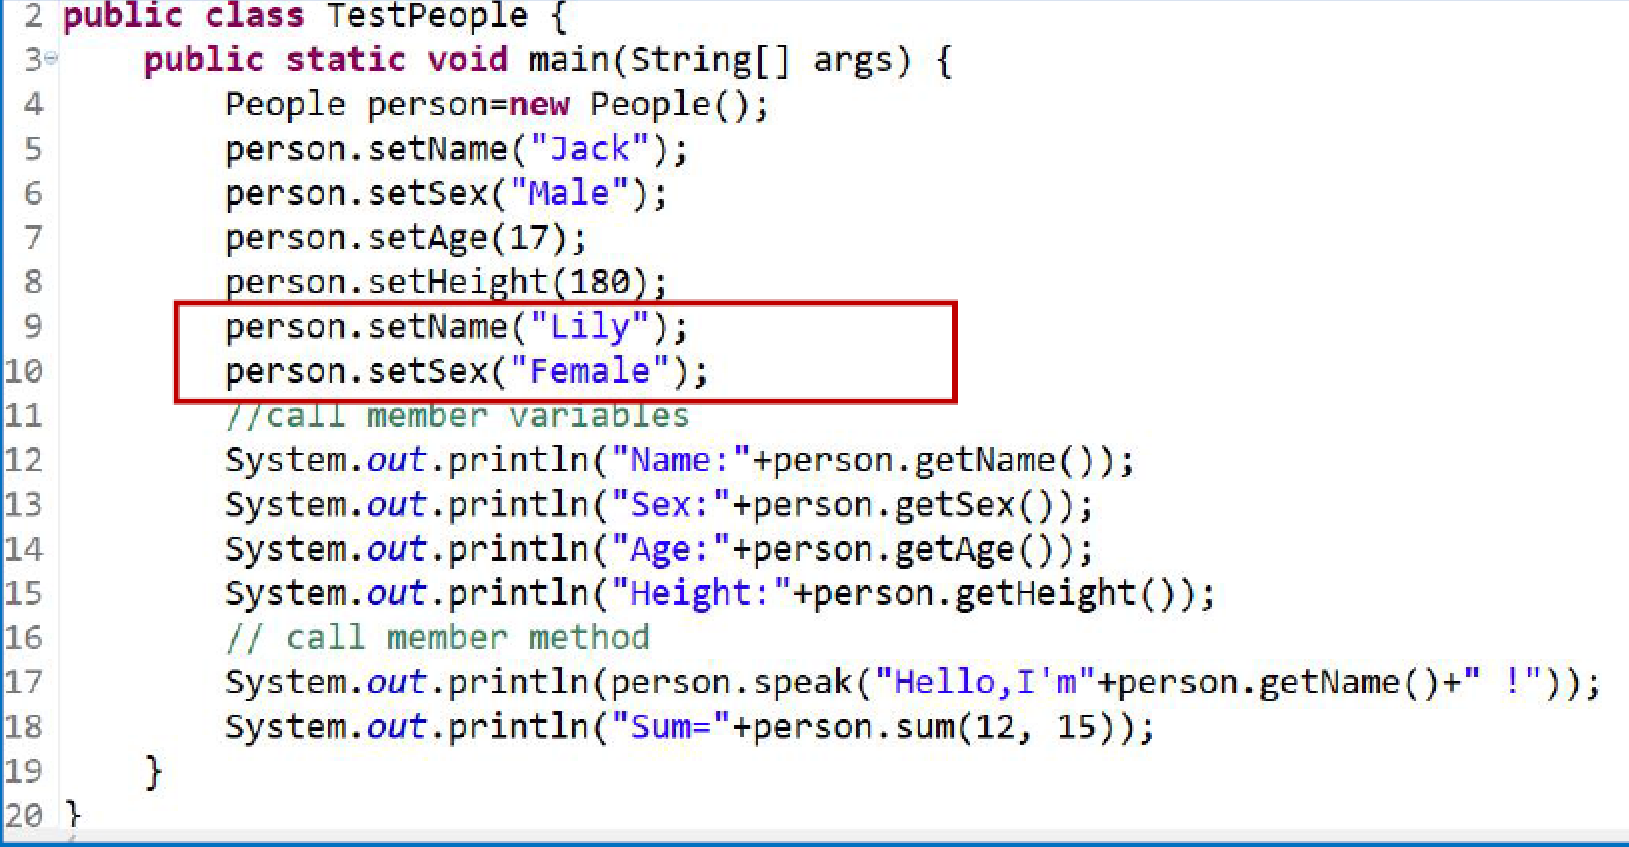 2 public class TestPeople {
3 public static void main(String[] args) {
4 People person=new People();
5 person.setName("Jack");
6 person.setSex("Male");
7 person.setAge(17);
8 person.setHeight(180);
9 person.setName("Lily");
10 person.setSex("Female");
11 //call member variables
12 System.out.println("Name:"+person.getName());
13 System.out.println("Sex:"+person.getSex());
14 System.out.println("Age:"+person.getAge());
15 System.out.println("Height:"+person.getHeight());
16 // call member method
17 System.out.println(person.speak("Hello,I'm"+person.getName()+" !"));
18 System.out.println("Sum="+person.sum(12, 15));
19 }
20 }